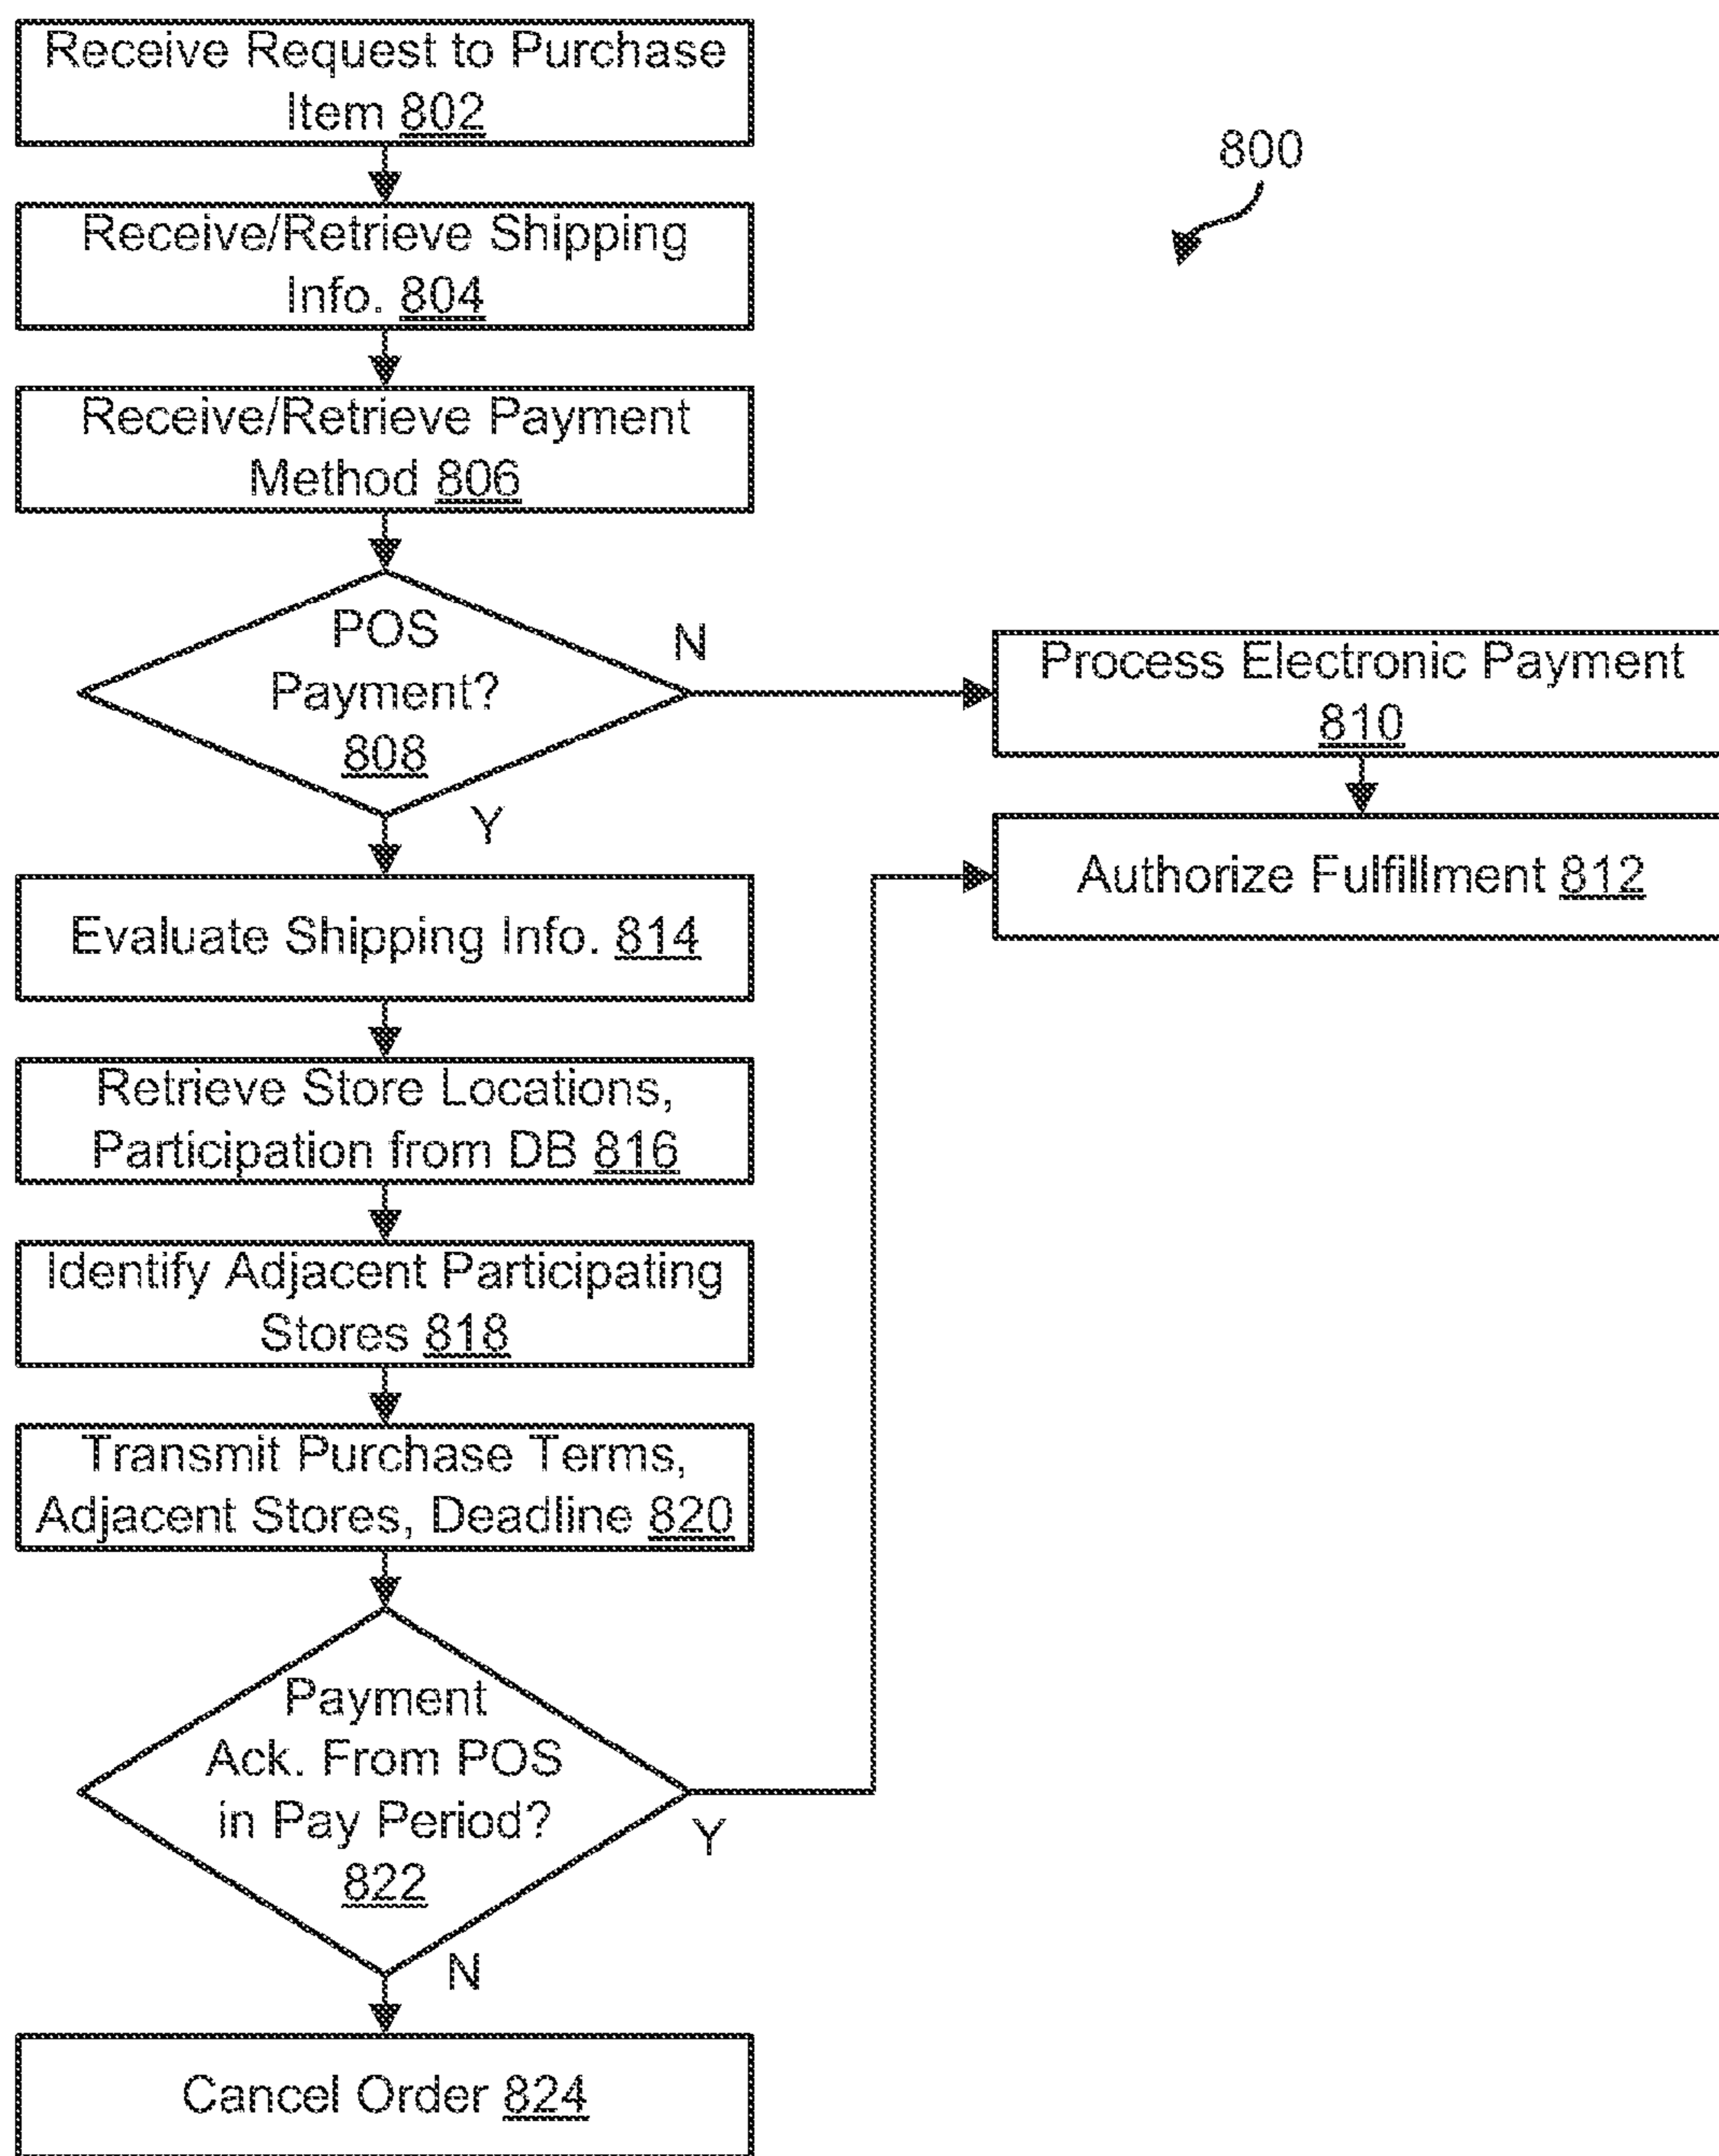 Receive Request to Purchase
Item 802
800
Receive/Retrieve Shipping
Info. 804
Receive/Retrieve Payment
Method 806
POS
Payment?
808
N
Y
Process Electronic Payment
810
Authorize Fulfillment 812
Evaluate Shipping Info. 814
Retrieve Store Locations,
Participation from DB 816
Identify Adjacent Participating
Stores 818
Transmit Purchase Terms,
Adjacent Stores, Deadline 820
Payment
Ack. From POS
in Pay Period?
822
Y
N
Cancel Order 824